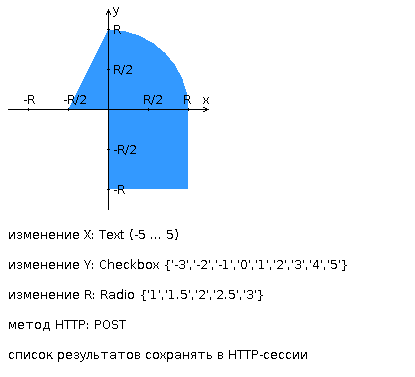 y
R
R/2
-R
-R/2
R/2
R
x
-R/2
-R
изменение X: Text (-5 ... 5)
изменение Y: Checkbox {'-3','-2','-1','0','1','2','3','4','5'}
изменение R: Radio {'1','1.5','2','2.5','3'}
метод HTTP: POST
список результатов сохранять в HTTP-сессии